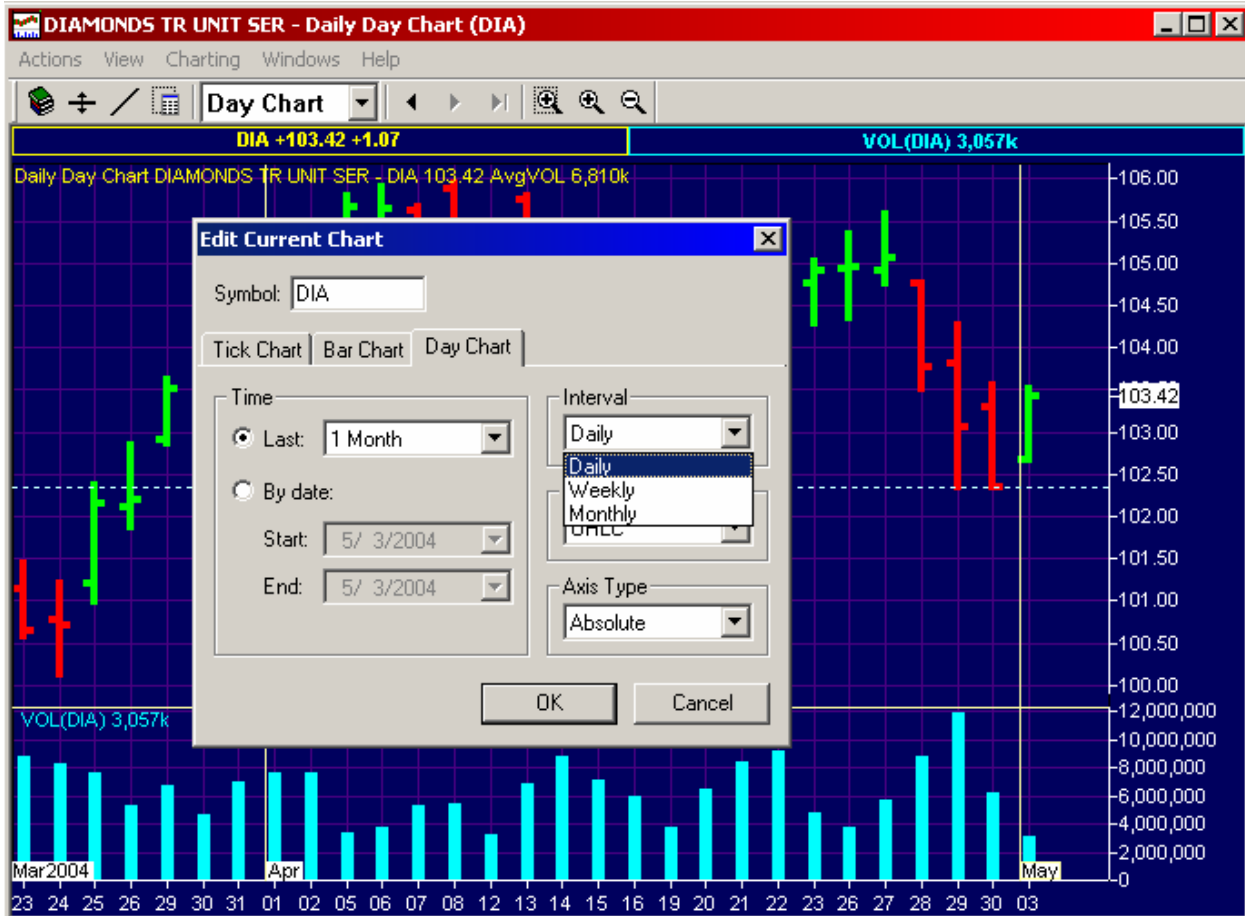 DIAMONDS TR UNIT SER - Daily Day Chart (DIA)
Actions View Charting Windows Help
Day Chart
DIA +103.42 +1.07
VOL(DIA) 3,057k
Daily Day Chart DIAMONDS TR UNIT SER - DIA 103.42 AvgVOL 6,810k
Edit Current Chart
Symbol: DIA
Tick Chart Bar Chart Day Chart
Time
Last: 1 Month
By date:
Start: 5/ 3/2004
End: 5/ 3/2004
Interval
Daily
Daily
Weekly
Monthly
OHLC
Axis Type
Absolute
OK Cancel
106.00
105.50
105.00
104.50
104.00
103.42
103.00
102.50
102.00
101.50
101.00
100.50
100.00
VOL(DIA) 3,057k
12,000,000
10,000,000
8,000,000
6,000,000
4,000,000
2,000,000
0
Mar2004 Apr May
23 24 25 26 29 30 31 01 02 05 06 07 08 12 13 14 15 16 19 20 21 22 23 26 27 28 29 30 03